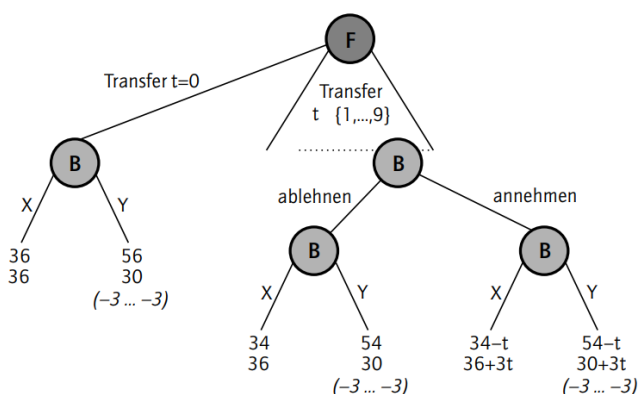 F
Transfer t=0
Transfer
t {1,...,9}
B
B
ablehnen
annehmen
X
Y
B
B
36
36
56
30
(–3 ... –3)
X
Y
X
Y
34
36
54
30
(–3 ... –3)
34–t
36+3t
54–t
30+3t
(–3 ... –3)